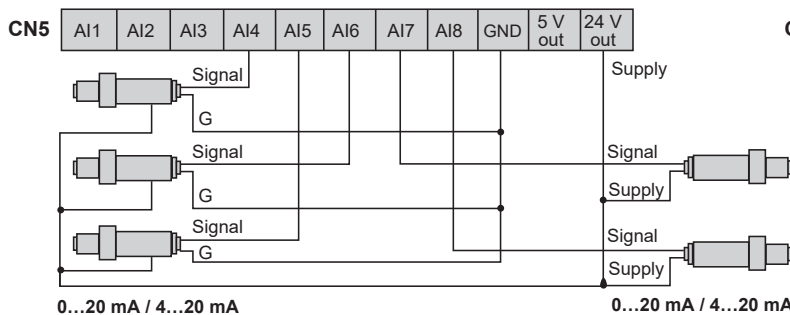 CN5 AI1 AI2 AI3 AI4 AI5 AI6 AI7 AI8 GND 5 V out 24 V out C
Signal
Supply
G
Signal
Signal
G
Supply
Signal
Signal
G
Supply
0…20 mA / 4…20 mA
0…20 mA / 4…20 mA